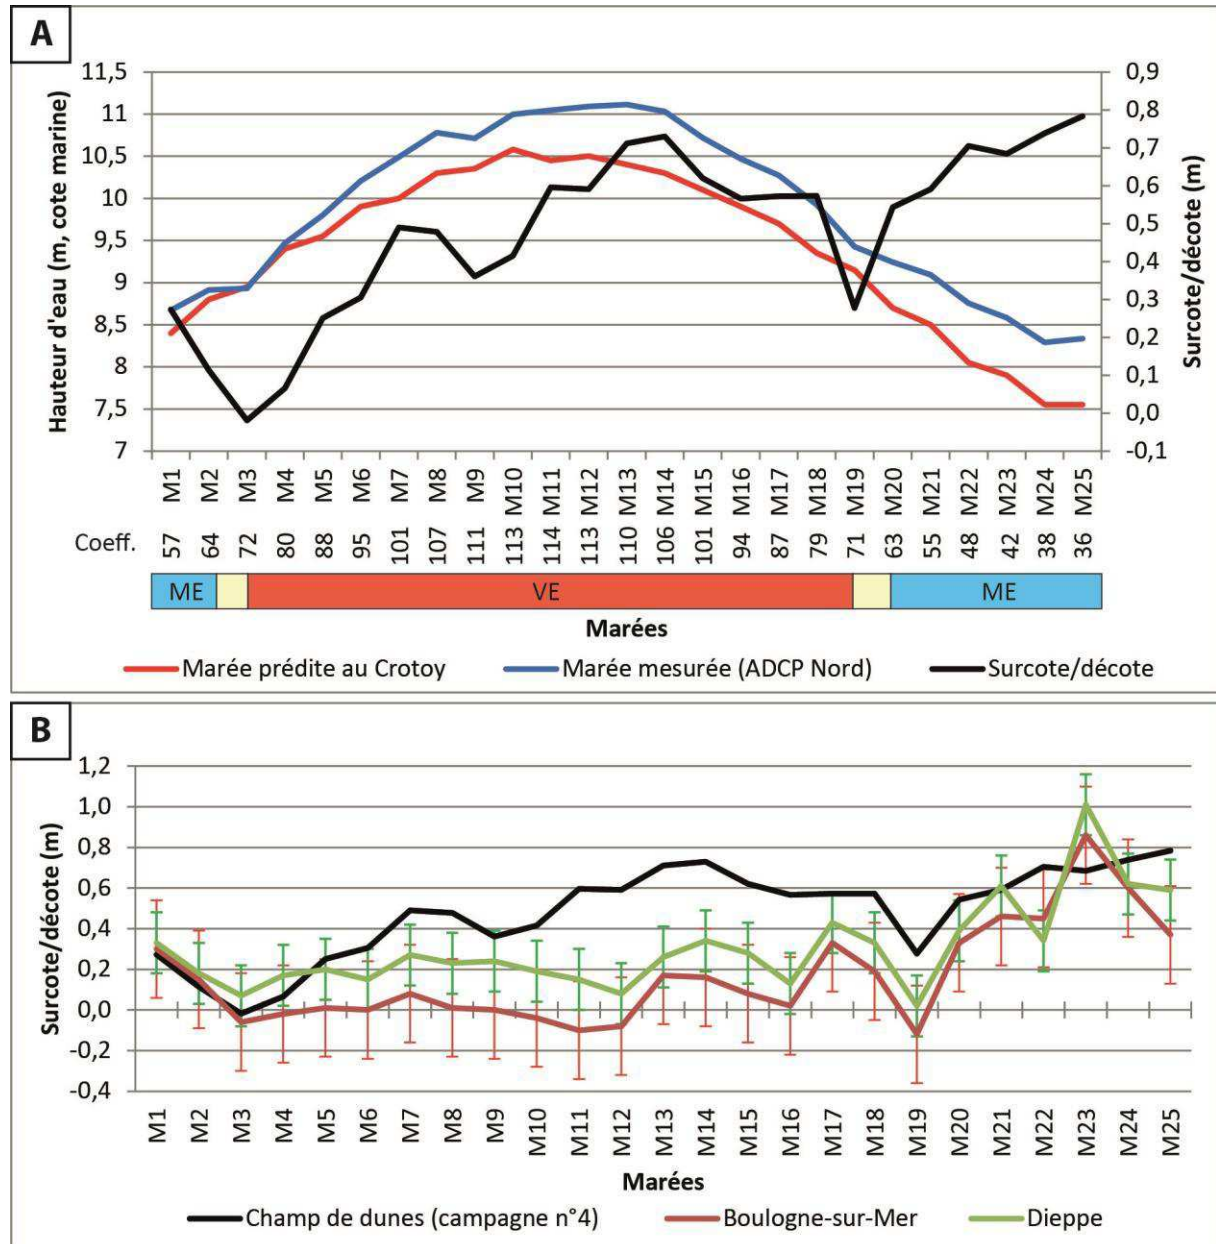 A
Hauteur d'eau (m, cote marine)
11,5
11
10,5
10
9,5
9
8,5
8
7,5
7
0,9
0,8
0,7
0,6
0,5
0,4
0,3
0,2
0,1
0,0
-0,1
Surcote/décote (m)
M1 M2 M3 M4 M5 M6 M7 M8 M9 M10 M11 M12 M13 M14 M15 M16 M17 M18 M19 M20 M21 M22 M23 M24 M25
Coeff. 57 64 72 80 88 95 101 107 111 113 114 113 110 106 101 94 87 79 71 63 55 48 42 38 36
ME VE ME
Marées
Marée prédite au Crotoy Marée mesurée (ADCP Nord) Surcote/décote
B
Surcote/décote (m)
1,2
1,0
0,8
0,6
0,4
0,2
0,0
-0,2
-0,4
M1 M2 M3 M4 M5 M6 M7 M8 M9 M10 M11 M12 M13 M14 M15 M16 M17 M18 M19 M20 M21 M22 M23 M24 M25
Marées
Champ de dunes (campagne n°4) Boulogne-sur-Mer Dieppe